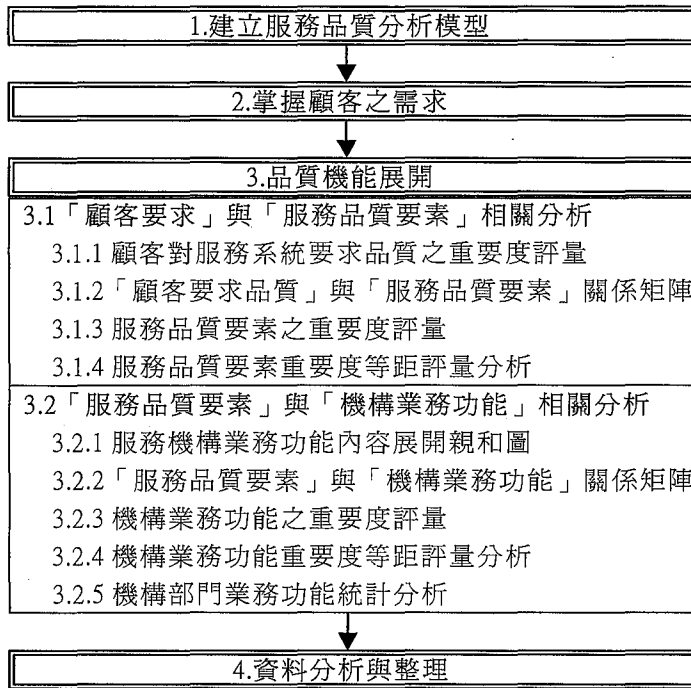 1.建立服務品質分析模型
2.掌握顧客之需求
3.品質機能展開
3.1「顧客要求」與「服務品質要素」相關分析
3.1.1 顧客對服務系統要求品質之重要度評量
3.1.2「顧客要求品質」與「服務品質要素」關係矩陣
3.1.3 服務品質要素之重要度評量
3.1.4 服務品質要素重要度等距評量分析
3.2「服務品質要素」與「機構業務功能」相關分析
3.2.1 服務機構業務功能內容展開親和圖
3.2.2「服務品質要素」與「機構業務功能」關係矩陣
3.2.3 機構業務功能之重要度評量
3.2.4 機構業務功能重要度等距評量分析
3.2.5 機構部門業務功能統計分析
4.資料分析與整理